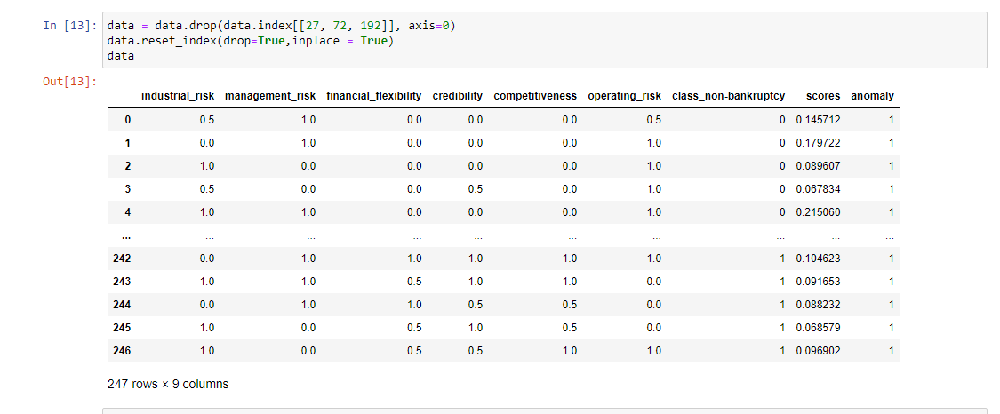 In [13]: data = data.drop(data.index[[27, 72, 192]], axis=0)
data.reset_index(drop=True,inplace = True)
data
Out[13]:
industrial_risk management_risk financial_flexibility credibility competitiveness operating_risk class_non-bankruptcy scores anomaly
0 0.5 1.0 0.0 0.0 0.0 0.5 0 0.145712 1
1 0.0 1.0 0.0 0.0 0.0 1.0 0 0.179722 1
2 1.0 0.0 0.0 0.0 0.0 1.0 0 0.089607 1
3 0.5 0.0 0.0 0.5 0.0 1.0 0 0.067834 1
4 1.0 1.0 0.0 0.0 0.0 1.0 0 0.215060 1
... ... ... ... ... ... ... ... ... ...
242 0.0 1.0 1.0 1.0 1.0 1.0 1 0.104623 1
243 1.0 1.0 0.5 1.0 1.0 0.0 1 0.091653 1
244 0.0 1.0 1.0 0.5 0.5 0.0 1 0.088232 1
245 1.0 0.0 0.5 1.0 0.5 0.0 1 0.068579 1
246 1.0 0.0 0.5 0.5 1.0 1.0 1 0.096902 1
247 rows × 9 columns